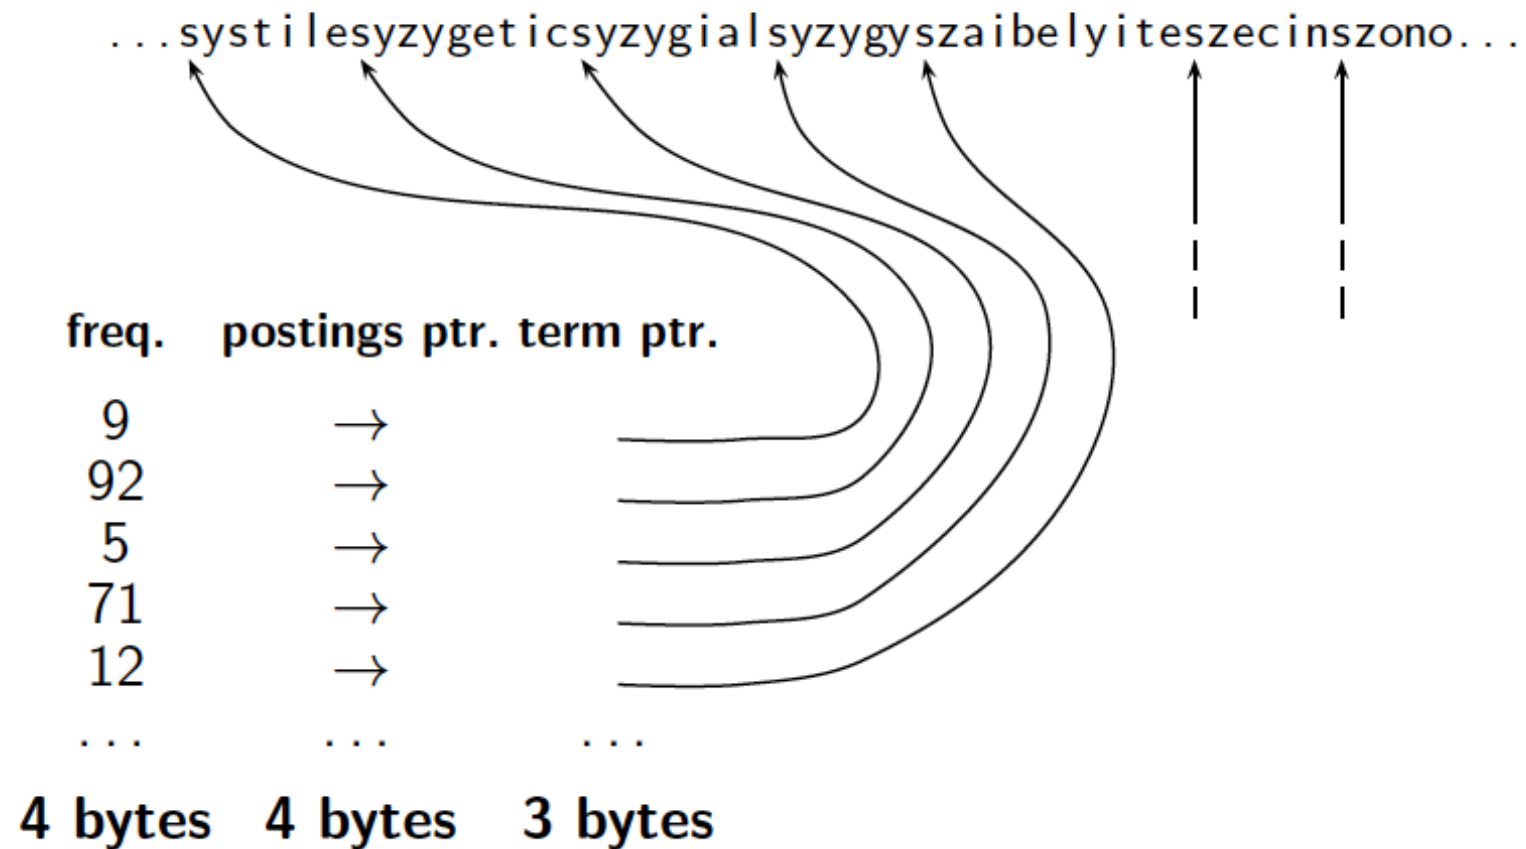 ...systilesyzygeticsyzygialsyzygyszaibelyiteszecinszono...
freq. postings ptr. term ptr.
9 →
92 →
5 →
71 →
12 →
... ... ...
4 bytes 4 bytes 3 bytes